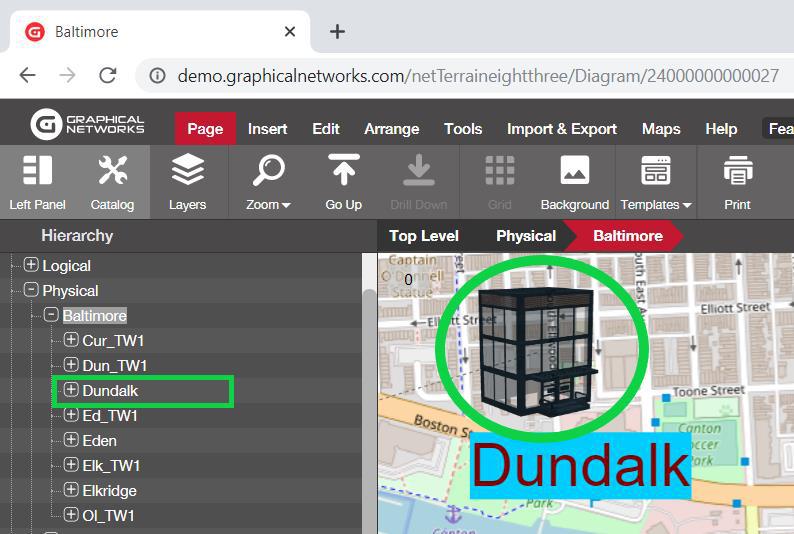 Baltimore
demo.graphicalnetworks.com/netTerraineightthree/Diagram/24000000000027
GRAPHICAL
NETWORKS
Page Insert Edit Arrange Tools Import & Export Maps Help Fea
Left Panel Catalog Layers Zoom Go Up Drill Down Grid Background Templates Print
Hierarchy
Top Level Physical Baltimore
Logical
Physical
Baltimore
Cur_TW1
Dun_TW1
Dundalk
Ed_TW1
Eden
Elk_TW1
Elkridge
Ol_TW1
Captain
O'Donnell
Statue
0
Elliott Street
Elliott Street
Toone Street
Boston St
Canton
Soccer
Park
Dundalk
Park